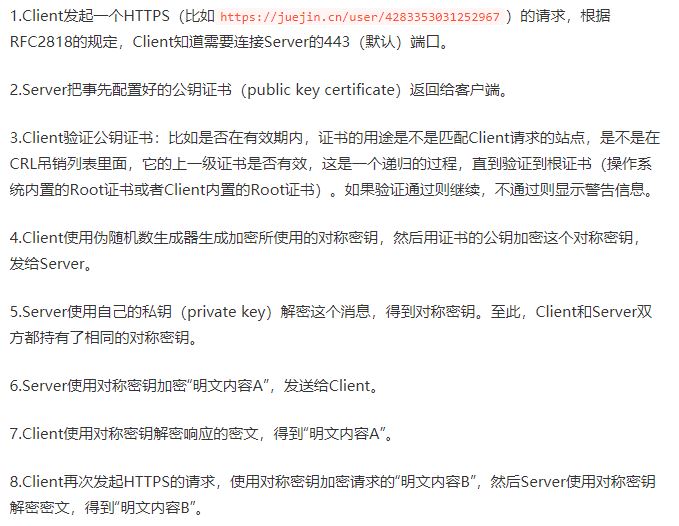 1.Client发起一个HTTPS（比如 https://juejin.cn/user/4283353031252967 ）的请求，根据
RFC2818的规定，Client知道需要连接Server的443（默认）端口。
2.Server把事先配置好的公钥证书（public key certificate）返回给客户端。
3.Client验证公钥证书：比如是否在有效期内，证书的用途是不是匹配Client请求的站点，是不是在
CRL吊销列表里面，它的上一级证书是否有效，这是一个递归的过程，直到验证到根证书（操作系
统内置的Root证书或者Client内置的Root证书）。如果验证通过则继续，不通过则显示警告信息。
4.Client使用伪随机数生成器生成加密所使用的对称密钥，然后用证书的公钥加密这个对称密钥，
发给Server。
5.Server使用自己的私钥（private key）解密这个消息，得到对称密钥。至此，Client和Server双
方都持有了相同的对称密钥。
6.Server使用对称密钥加密“明文内容A”，发送给Client。
7.Client使用对称密钥解密响应的密文，得到“明文内容A”。
8.Client再次发起HTTPS的请求，使用对称密钥加密请求的“明文内容B”，然后Server使用对称密钥
解密密文，得到“明文内容B”。